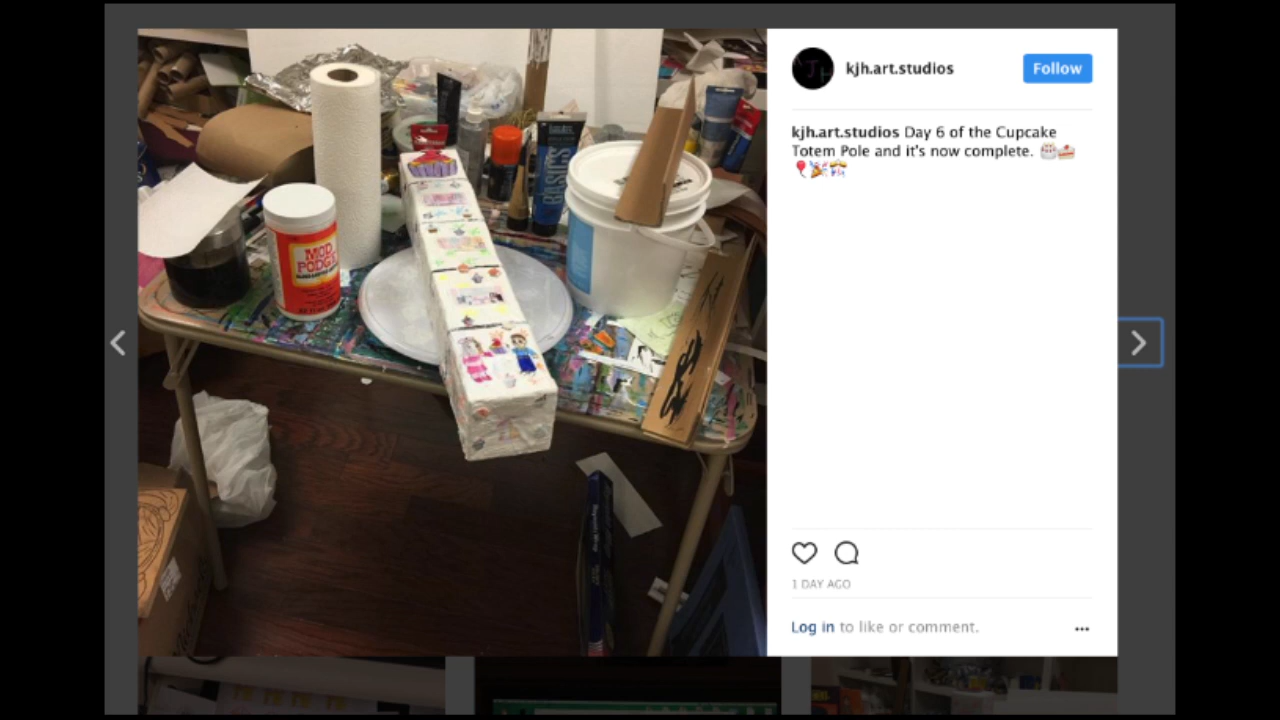 kjh.art.studios
Follow
kjh.art.studios Day 6 of the Cupcake
Totem Pole and it's now complete. 🎂🍰
🎈🎉🎊
1 DAY AGO
Log in to like or comment.
...
MOD
PODGE
BASICS